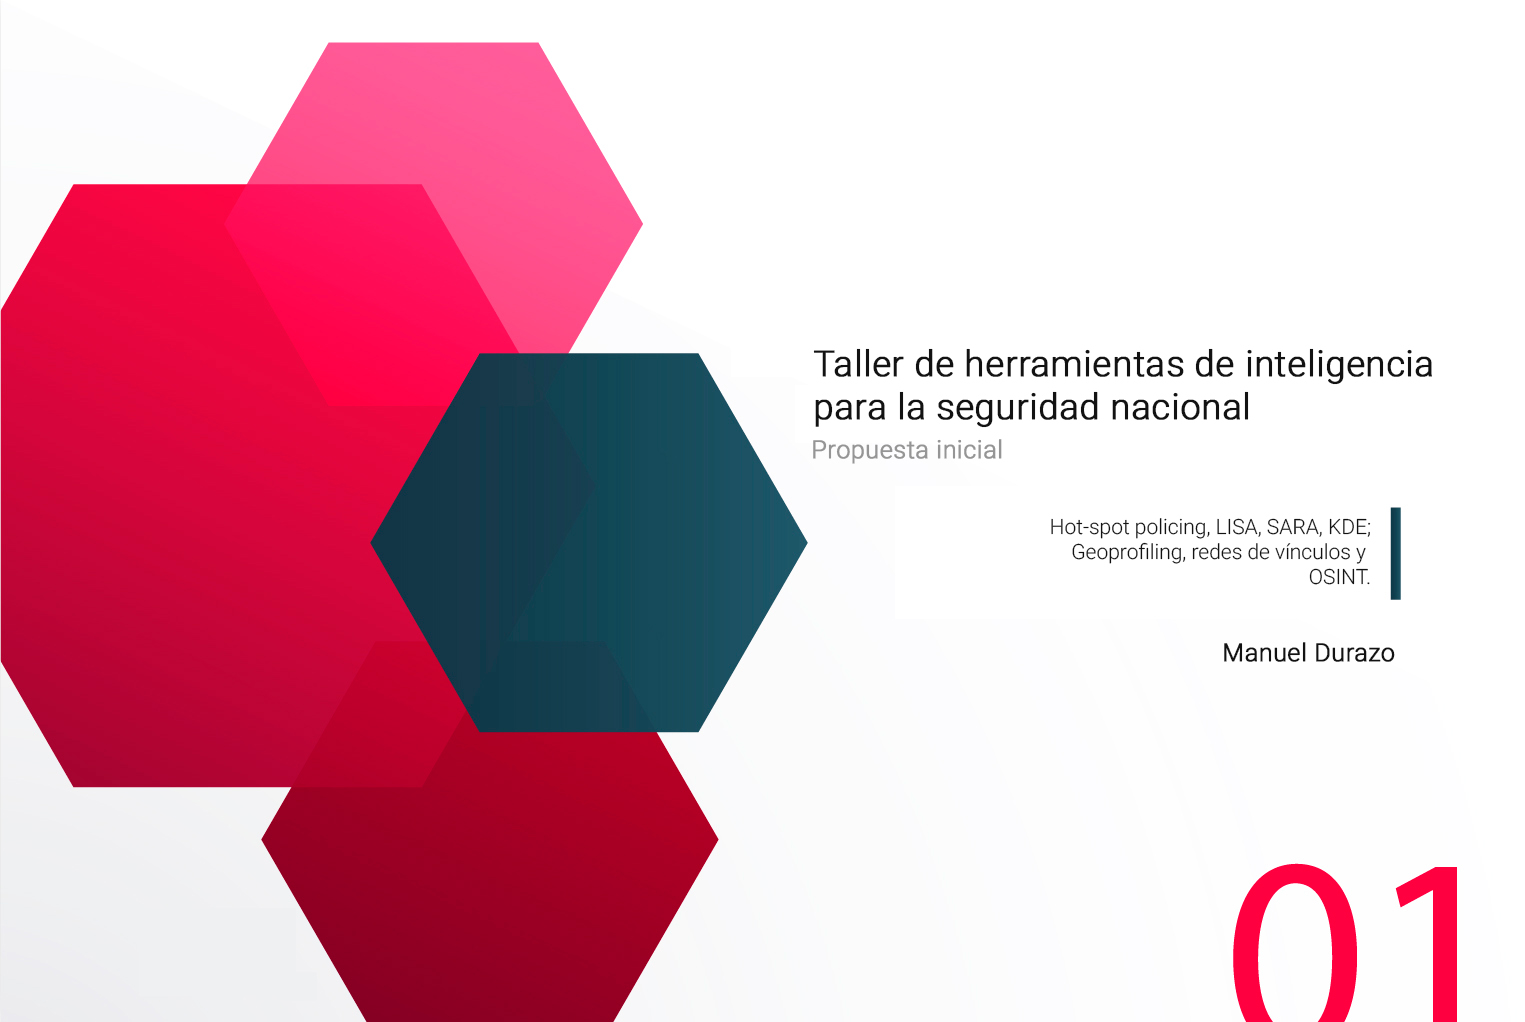 Taller de herramientas de inteligencia
para la seguridad nacional
Propuesta inicial
Hot-spot policing, LISA, SARA, KDE;
Geoprofiling, redes de vínculos y
OSINT.
Manuel Durazo
01